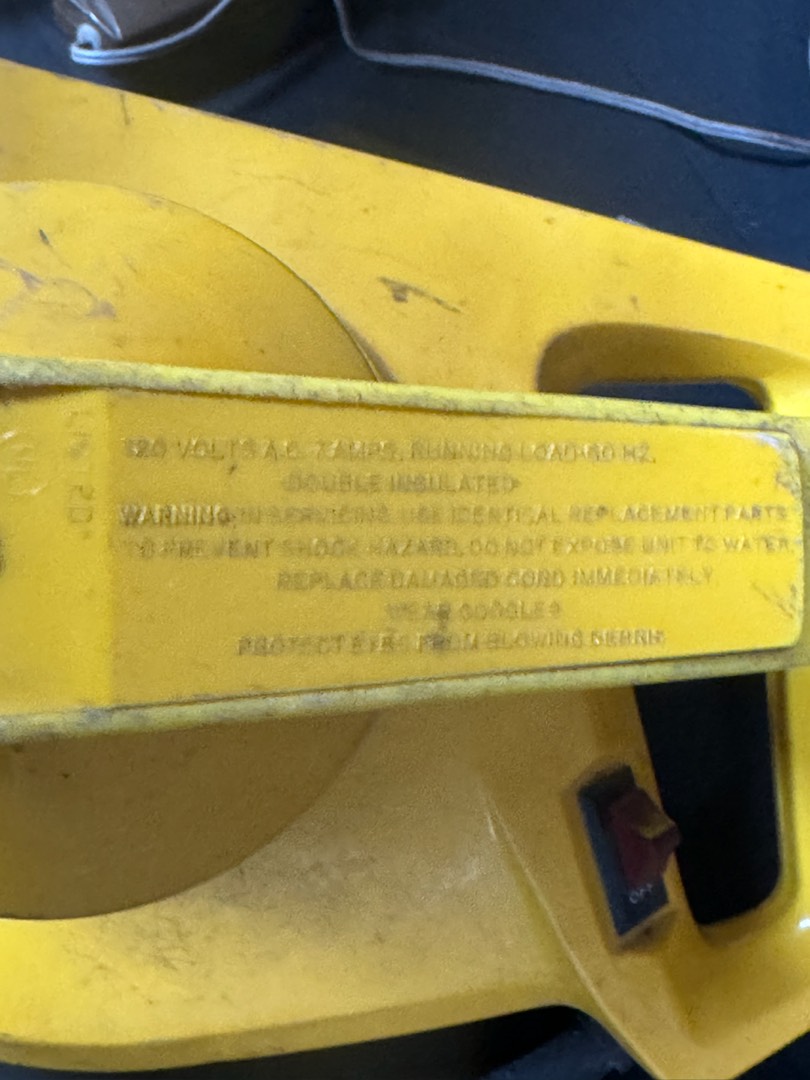 120 VOLTS A.C. 7 AMPS. RUNNING LOAD 60 HZ.
DOUBLE INSULATED
WARNING: IN SERVICING USE IDENTICAL REPLACEMENT PARTS
TO PREVENT SHOCK HAZARD, DO NOT EXPOSE UNIT TO WATER.
REPLACE DAMAGED CORD IMMEDIATELY
WEAR GOGGLES
PROTECT EYES FROM BLOWING DEBRIS
OFF